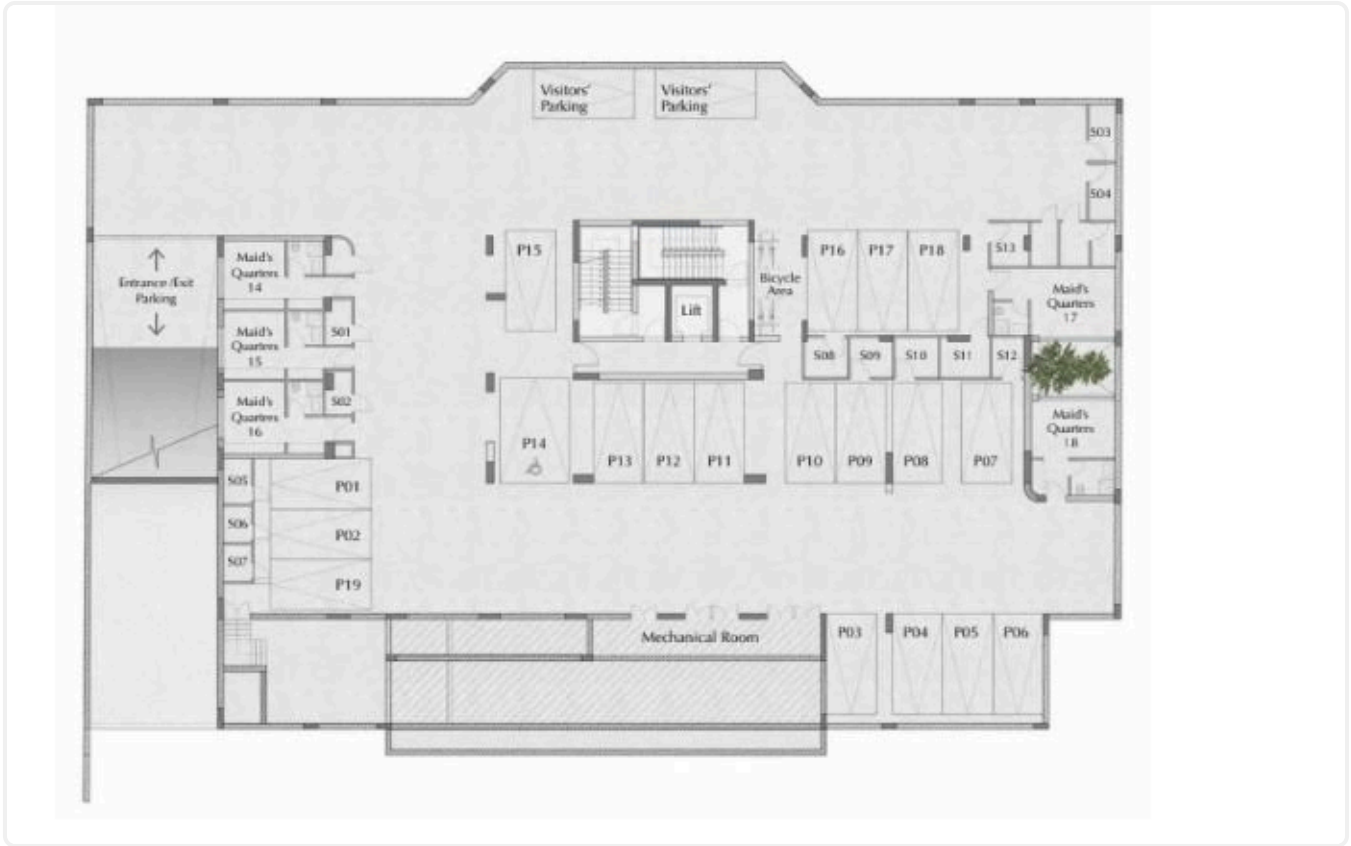 Visitors'
Parking
Visitors'
Parking
S03
S04
Entrance /Exit
Parking
Maid's
Quarters
14
P15
Lift
Bicycle
Area
P16
P17
P18
S13
Maid's
Quarters
17
Maid's
Quarters
15
S01
S08
S09
S10
S11
S12
Maid's
Quarters
16
S02
P14
P13
P12
P11
P10
P09
P08
P07
Maid's
Quarters
18
S05
P01
S06
P02
S07
P19
Mechanical Room
P03
P04
P05
P06